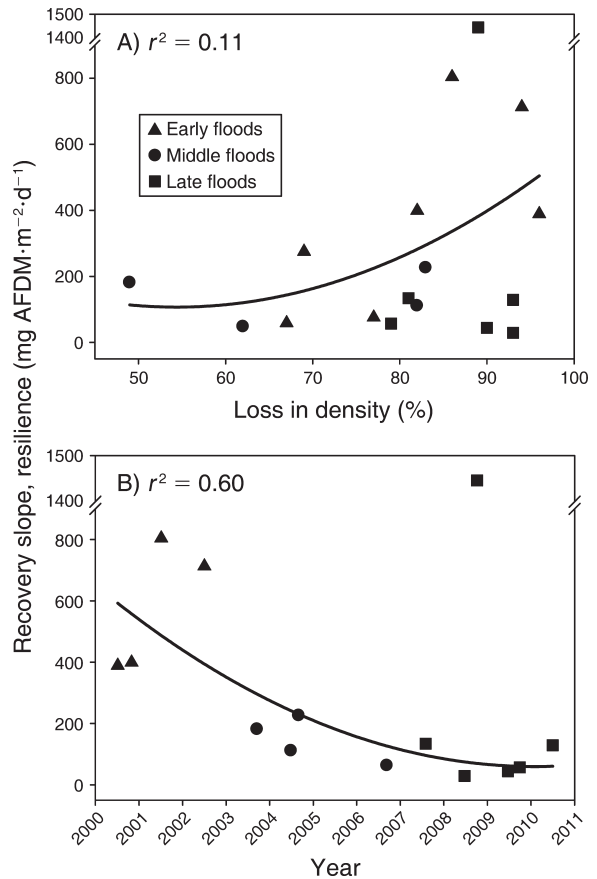 Recovery slope, resilience (mg AFDM·m⁻²·d⁻¹)
A) r² = 0.11
1500
1400
800
600
400
200
0
Early floods
Middle floods
Late floods
50 60 70 80 90 100
Loss in density (%)
B) r² = 0.60
1500
1400
800
600
400
200
0
2000 2001 2002 2003 2004 2005 2006 2007 2008 2009 2010 2011
Year